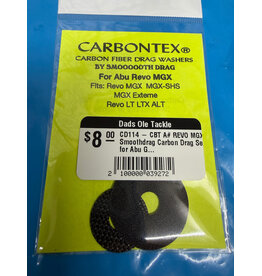 CARBONTEX®
CARBON FIBER DRAG WASHERS
BY SMOOOOTH DRAG
For Abu Revo MGX
Fits: Revo MGX MGX-SHS
MGX Exteme
Revo LT LTX ALT
Dads Ole Tackle
$8 00
CD114 - CBT A# REVO MGX
Smoothdrag Carbon Drag Se
for Abu G...
2 100000 039272